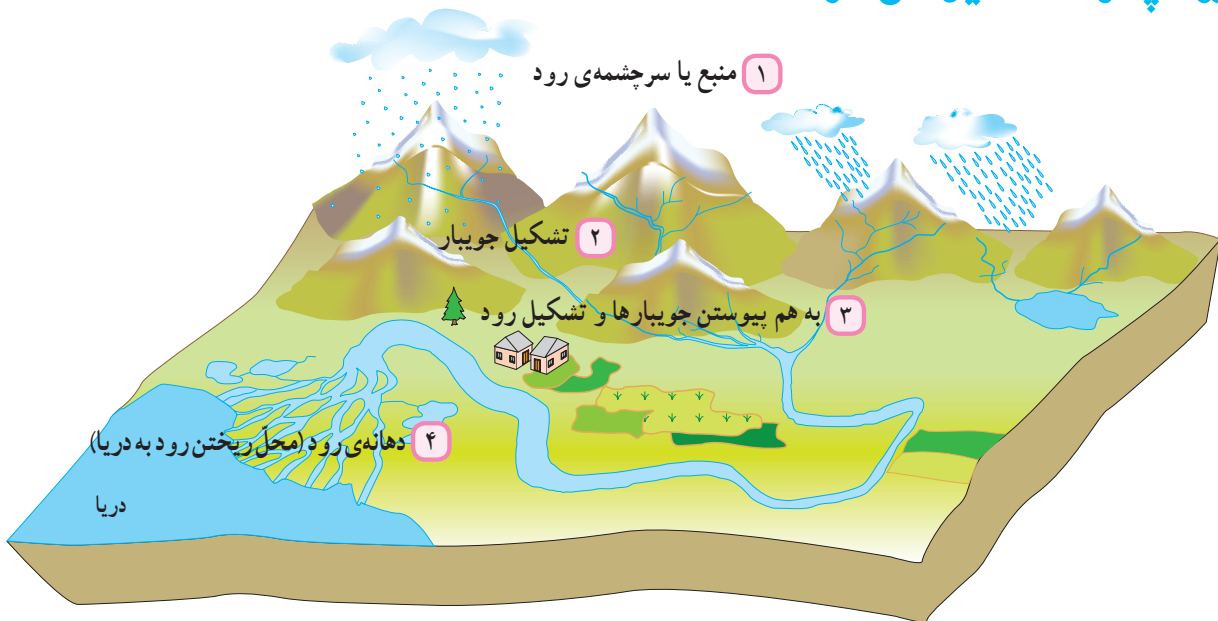 ۱ منبع یا سرچشمه‌ی رود
۲ تشکیل جویبار
۳ به هم پیوستن جویبارها و تشکیل رود
۴ دهانه‌ی رود (محلّ ریختن رود به دریا)
دریا